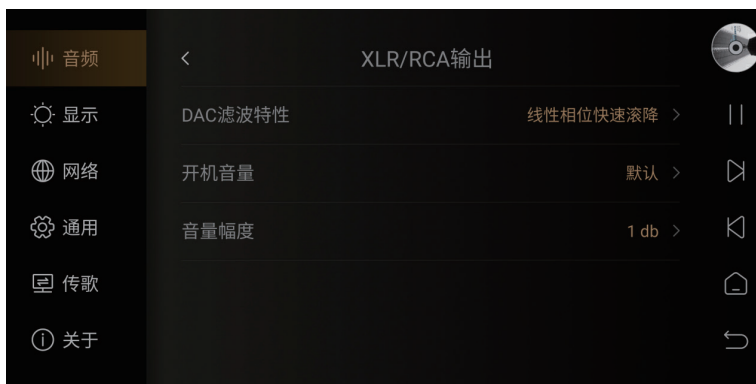 音频
显示
网络
通用
传歌
关于
XLR/RCA输出
DAC滤波特性 线性相位快速滚降
开机音量 默认
音量幅度 1 db